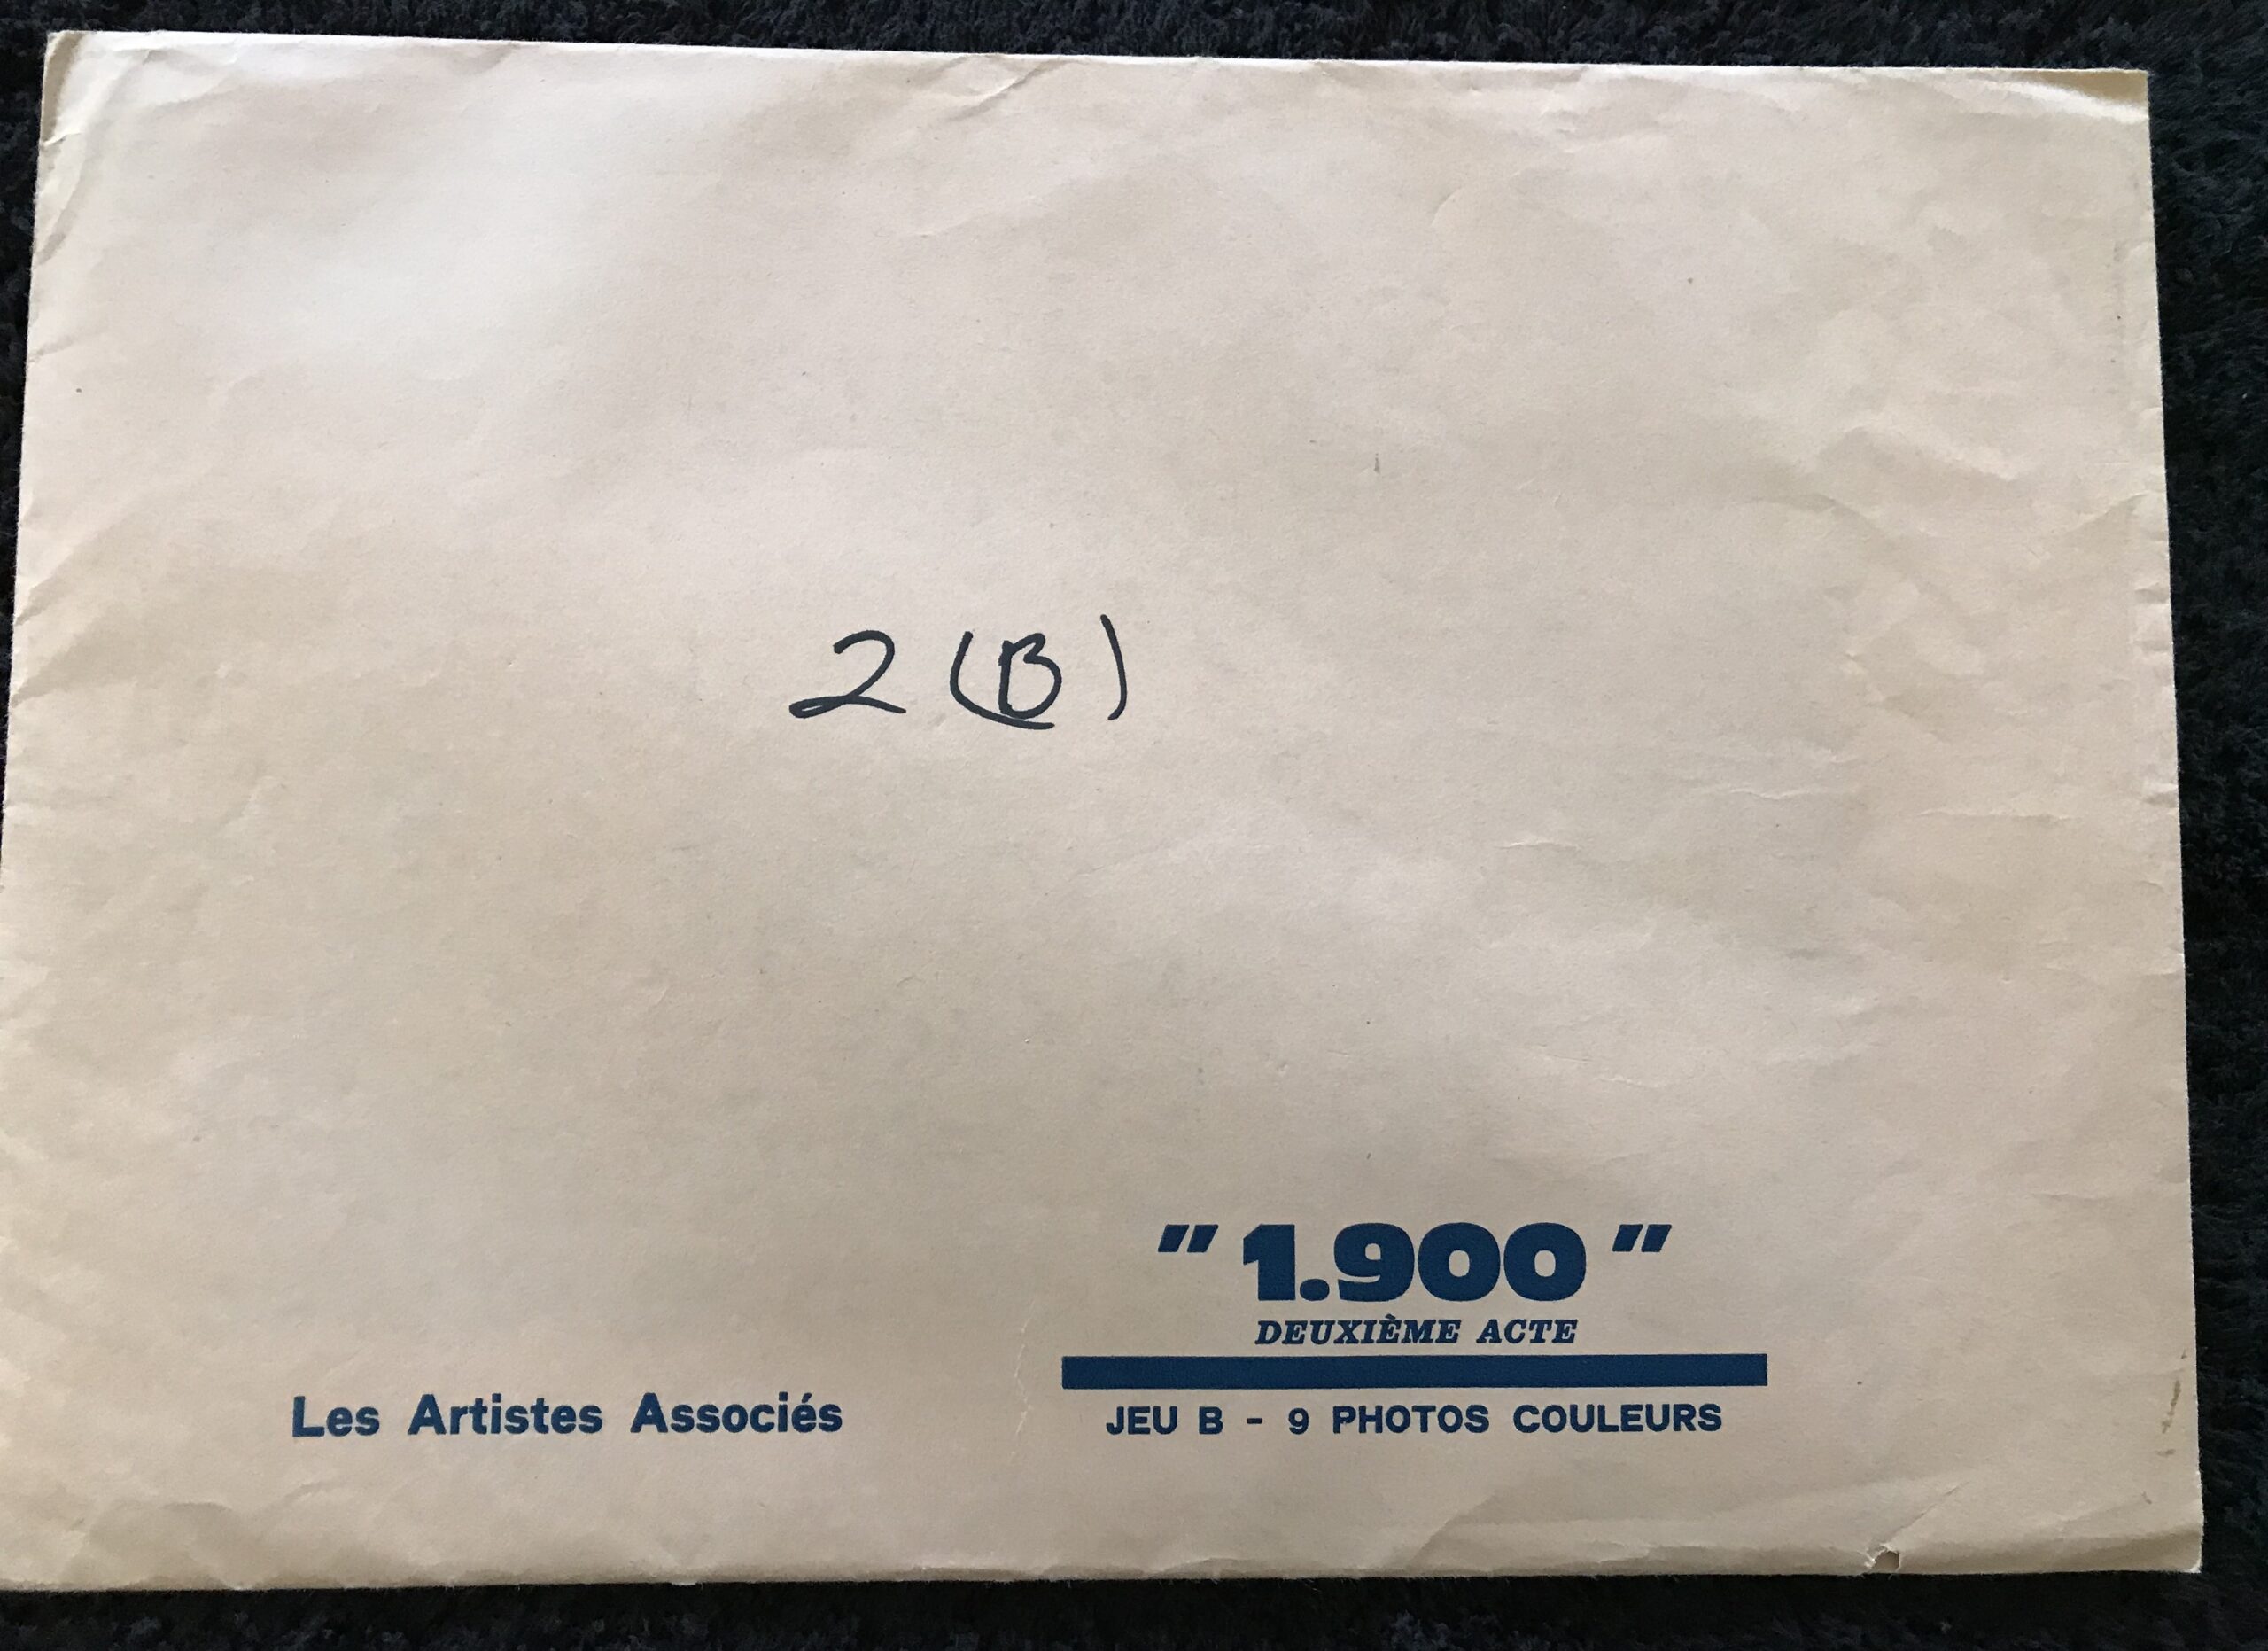 2 (B)
" 1.900 "
DEUXIÈME ACTE
Les Artistes Associés
JEU B - 9 PHOTOS COULEURS